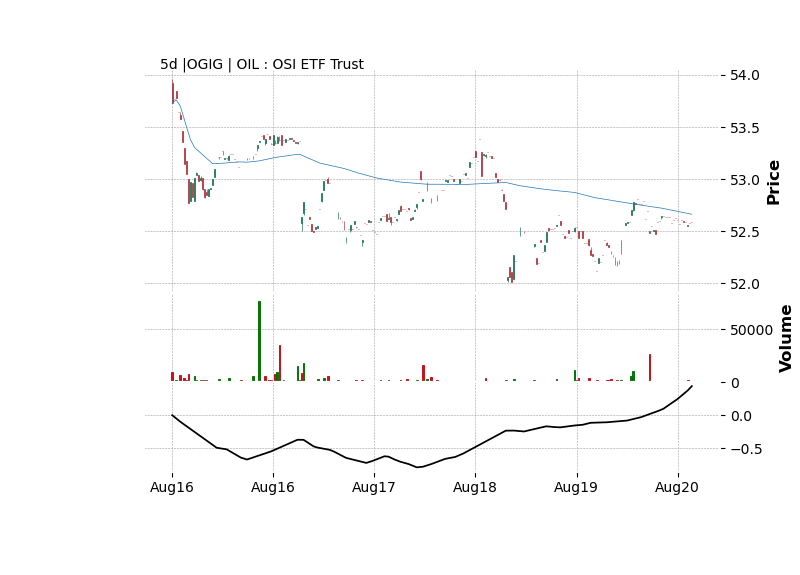 5d |OGIG | OIL : OSI ETF Trust
54.0
53.5
53.0
52.5
52.0
Price
50000
0
Volume
0.0
−0.5
Aug16
Aug16
Aug17
Aug18
Aug19
Aug20